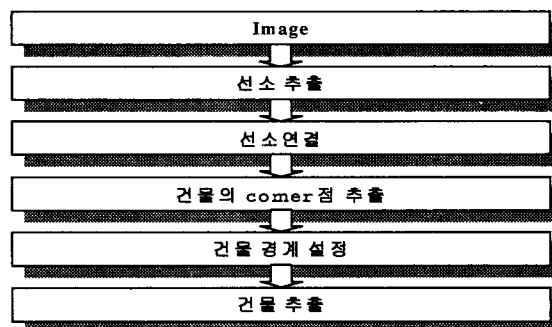 Image
선소 추출
선소연결
건물의 comer점 추출
건물 경계 설정
건물 추출